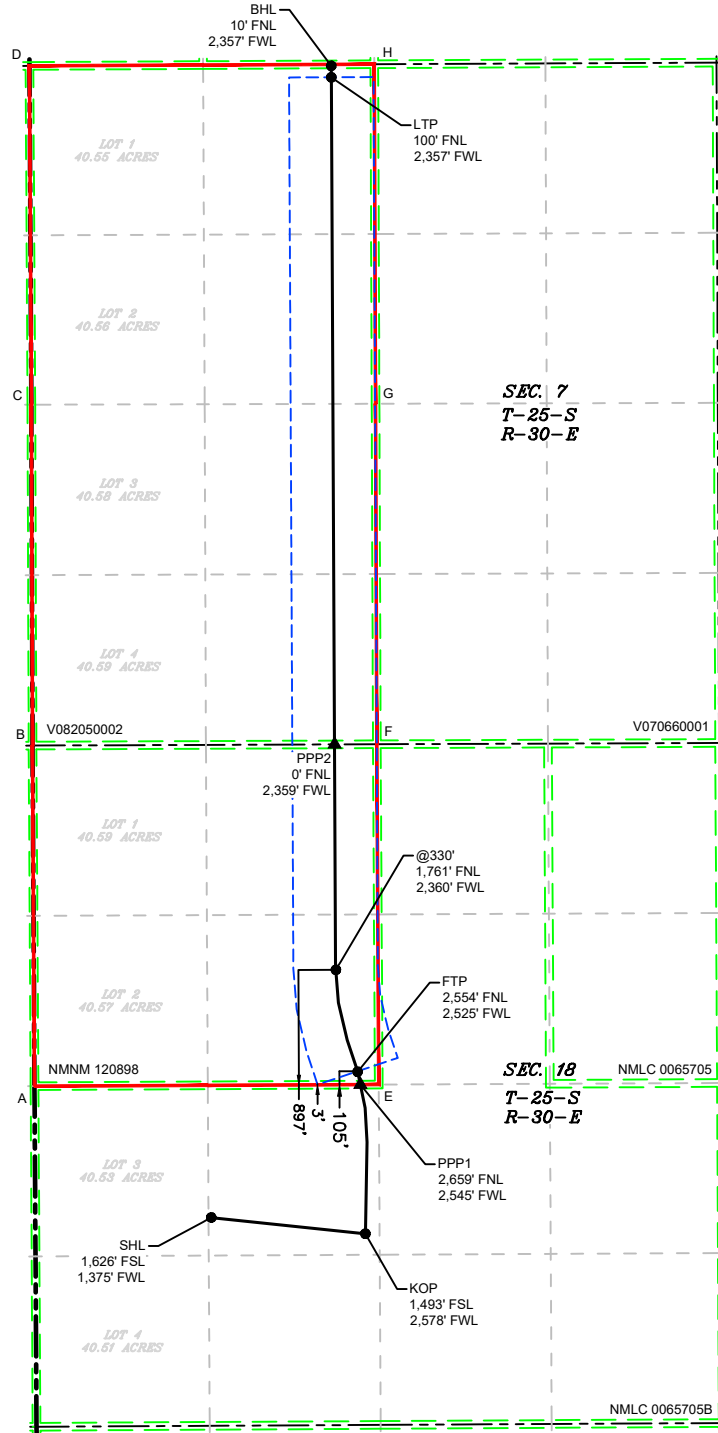 BHL
10' FNL
2,357' FWL
D
H
LTP
100' FNL
2,357' FWL
LOT 1
40.55 ACRES
LOT 2
40.56 ACRES
C
G
SEC. 7
T-25-S
R-30-E
LOT 3
40.58 ACRES
LOT 4
40.59 ACRES
V082050002
V070660001
B
F
PPP2
0' FNL
2,359' FWL
LOT 1
40.59 ACRES
@330'
1,761' FNL
2,360' FWL
FTP
2,554' FNL
2,525' FWL
LOT 2
40.57 ACRES
NMNM 120898
SEC. 18
NMLC 0065705
T-25-S
R-30-E
A
E
897'
3'
105'
LOT 3
40.53 ACRES
PPP1
2,659' FNL
2,545' FWL
SHL
1,626' FSL
1,375' FWL
KOP
1,493' FSL
2,578' FWL
LOT 4
40.51 ACRES
NMLC 0065705B